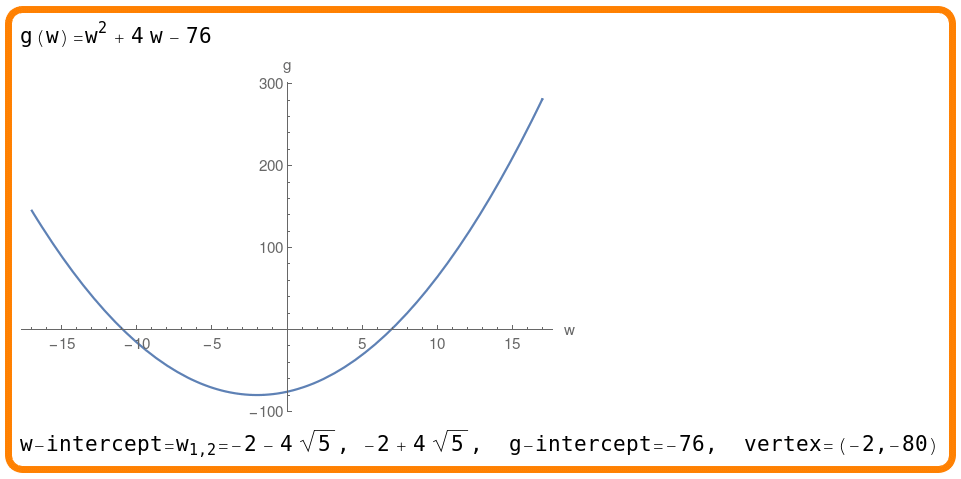 g(w)=w² + 4 w - 76
g
300
200
100
-15 -10 -5 5 10 15 w
-100
w-intercept=w₁,₂=-2 - 4 √5, -2 + 4 √5, g-intercept=-76, vertex=(-2,-80)